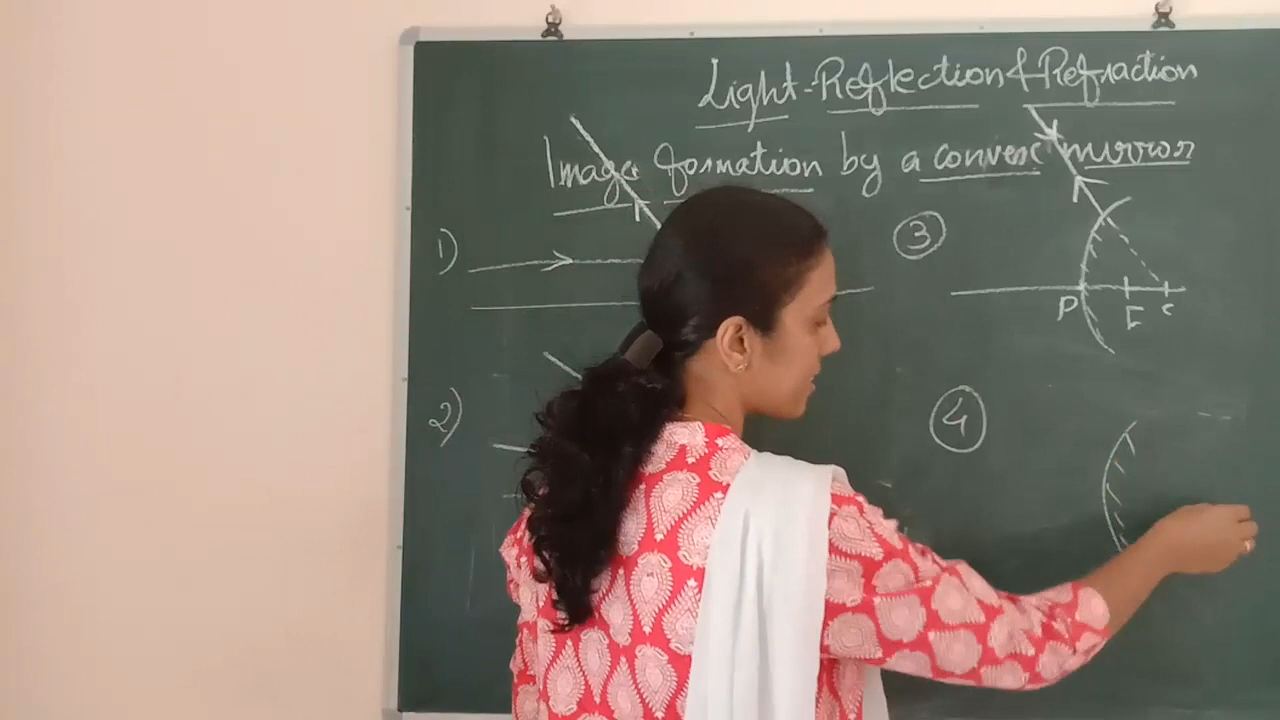 Light-Reflection & Refraction
Image formation by a convex mirror
1)
3
P F C
2)
4